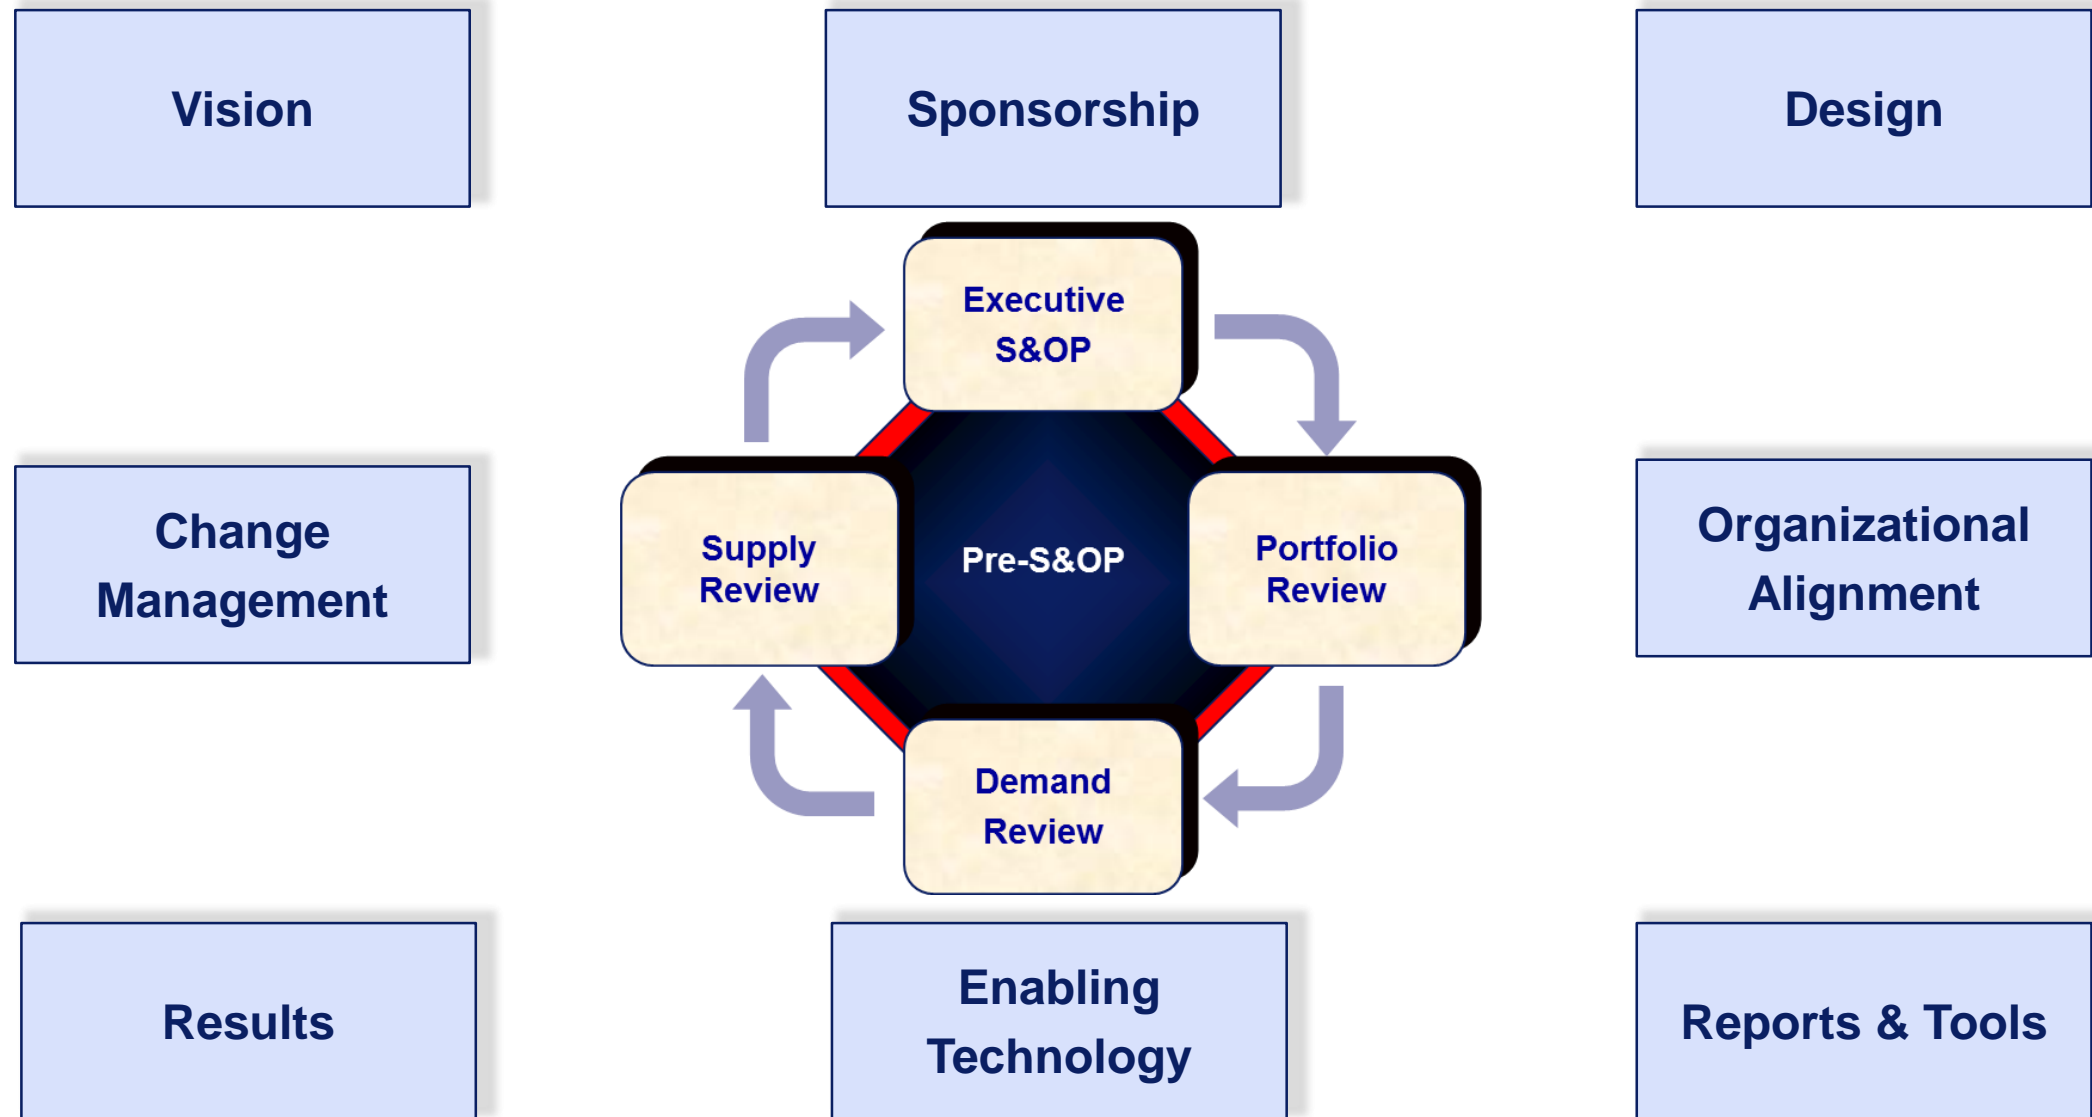 Vision
Sponsorship
Design
Executive
S&OP
Change
Management
Supply
Review
Pre-S&OP
Portfolio
Review
Organizational
Alignment
Demand
Review
Results
Enabling
Technology
Reports & Tools